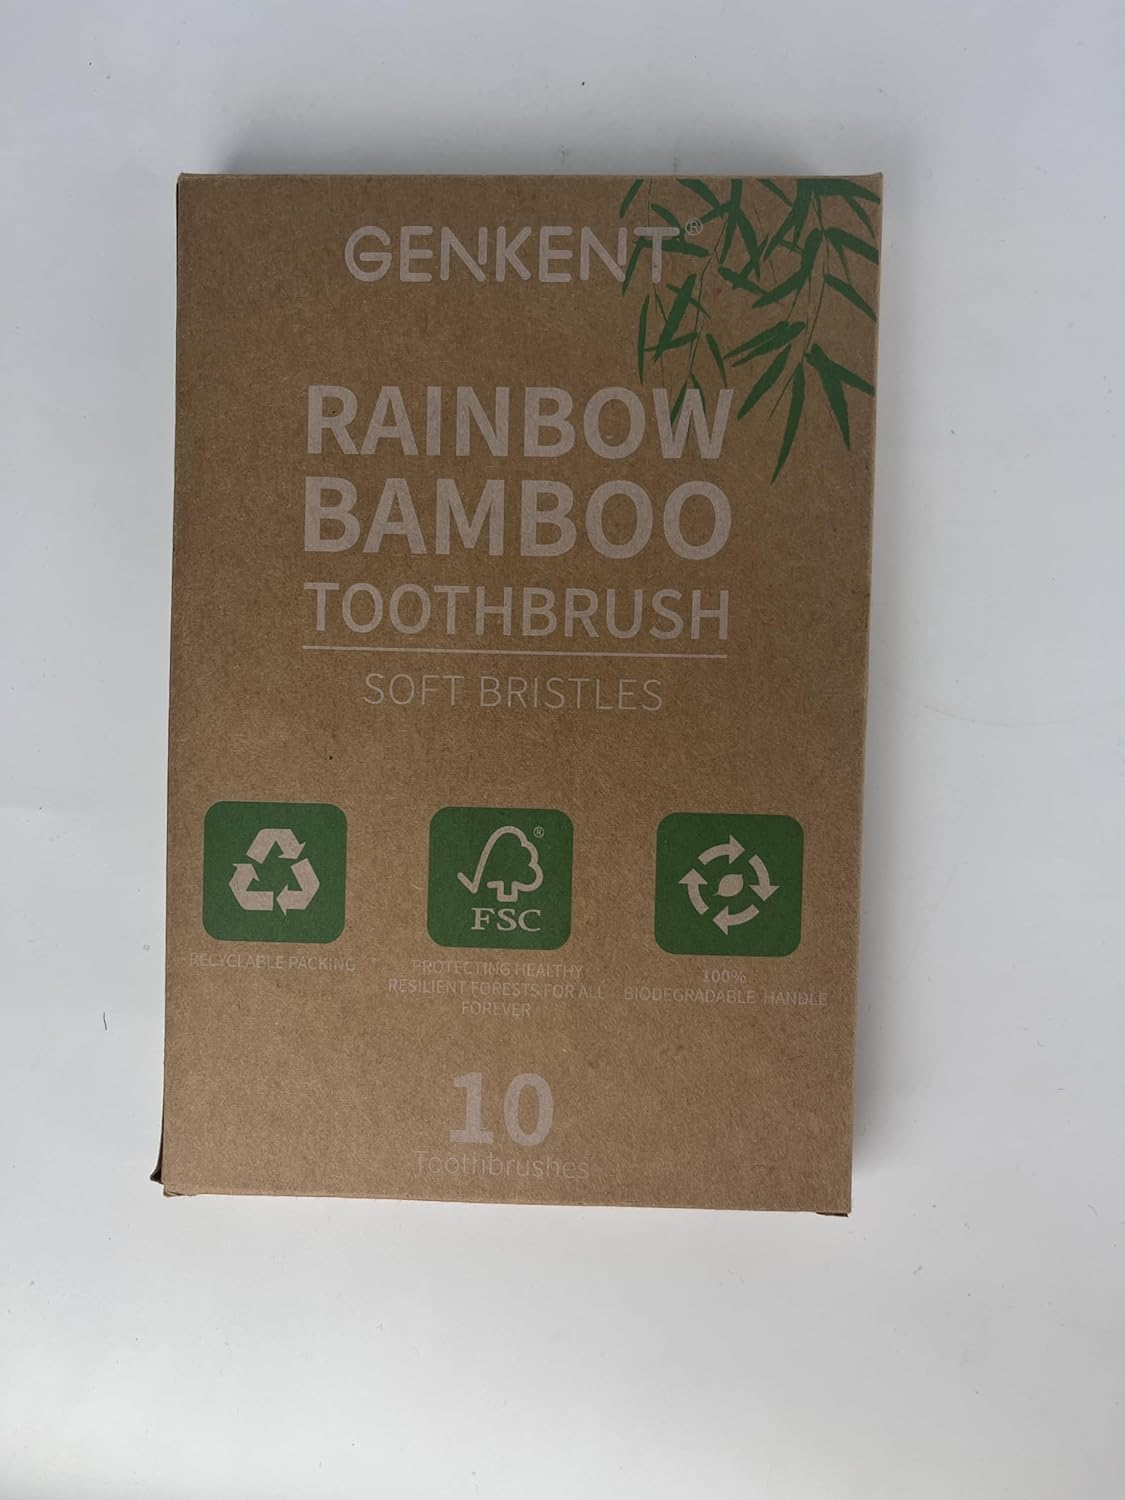 GENKENT®
RAINBOW
BAMBOO
TOOTHBRUSH
SOFT BRISTLES
®
FSC
RECYCLABLE PACKING
PROTECTING HEALTHY
RESILIENT FORESTS FOR ALL
FOREVER
100%
BIODEGRADABLE HANDLE
10
Toothbrushes